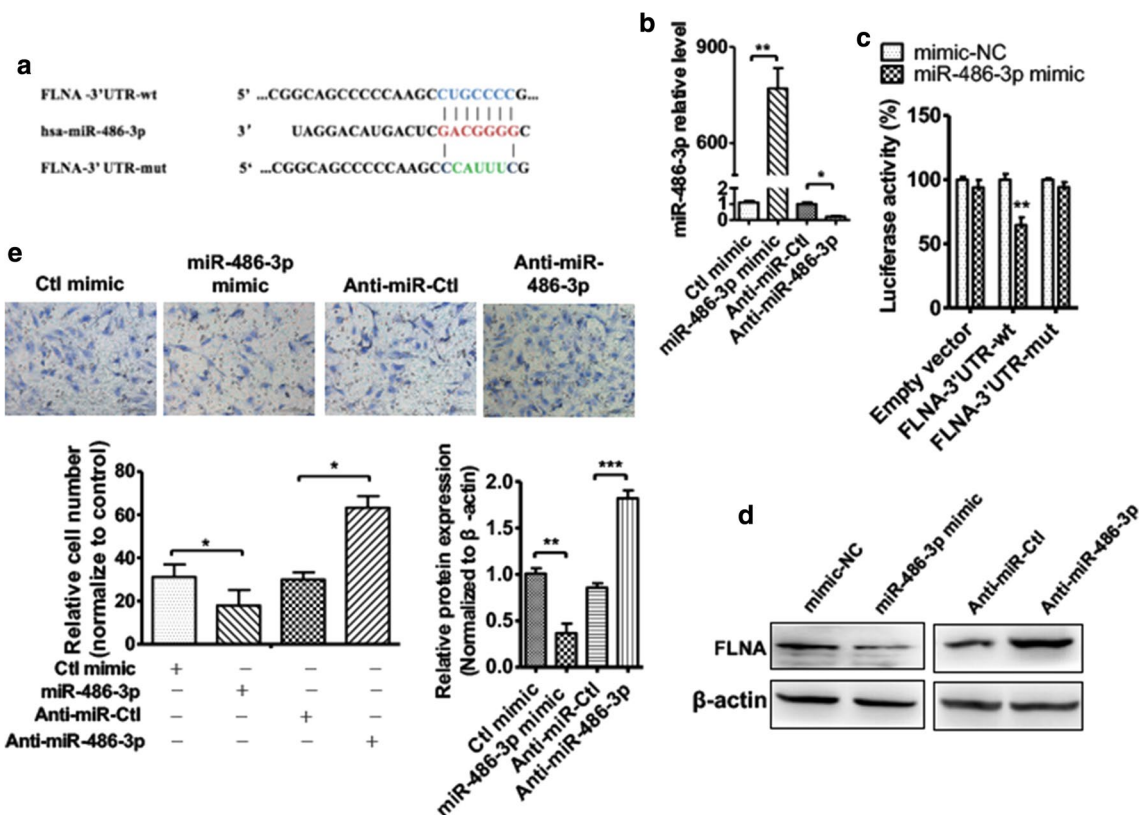 a
FLNA -3'UTR-wt 5' ...CGGCAGCCCCCAAGCCUGCCCCG...
hsa-miR-486-3p 3' UAGGACAUGACUCGACGGGGC
FLNA-3' UTR-mut 5' ...CGGCAGCCCCCAAGCCCAUUUCG
b
miR-486-3p relative level
900
600
2
1
0
** *
Ctl mimic
miR-486-3p mimic
Anti-miR-Ctl
Anti-miR-486-3p
c
mimic-NC
miR-486-3p mimic
Luciferase activity (%)
150
100
50
0
**
Empty vector
FLNA-3'UTR-wt
FLNA-3'UTR-mut
e
Ctl mimic
miR-486-3p
mimic
Anti-miR-Ctl
Anti-miR-
486-3p
Relative cell number
(normalize to control)
80
60
40
20
0
* *
Ctl mimic + − − −
miR-486-3p − + − −
Anti-miR-Ctl − − + −
Anti-miR-486-3p − − − +
Relative protein expression
(Normalized to β -actin)
2.0
1.5
1.0
0.5
0.0
** ***
Ctl mimic
miR-486-3p mimic
Anti-miR-Ctl
Anti-miR-486-3p
d
mimic-NC
miR-486-3p mimic
Anti-miR-Ctl
Anti-miR-486-3p
FLNA
β-actin